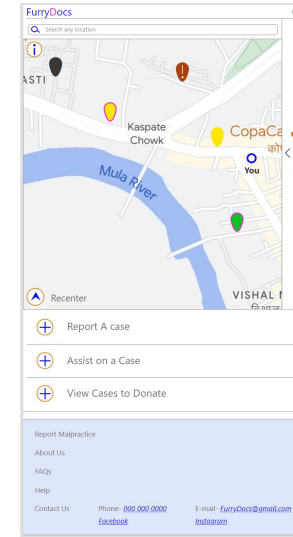 FurryDocs
Search any location
i
ASTI
!
Kaspate
Chowk
CopaCa
You
Mula River
Recenter
VISHAL N
Report A case
Assist on a Case
View Cases to Donate
Report Malpractice
About Us
FAQs
Help
Contact Us Phone- 000 000 0000 E-mail- FurryDocs@gmail.com
Facebook Instagram